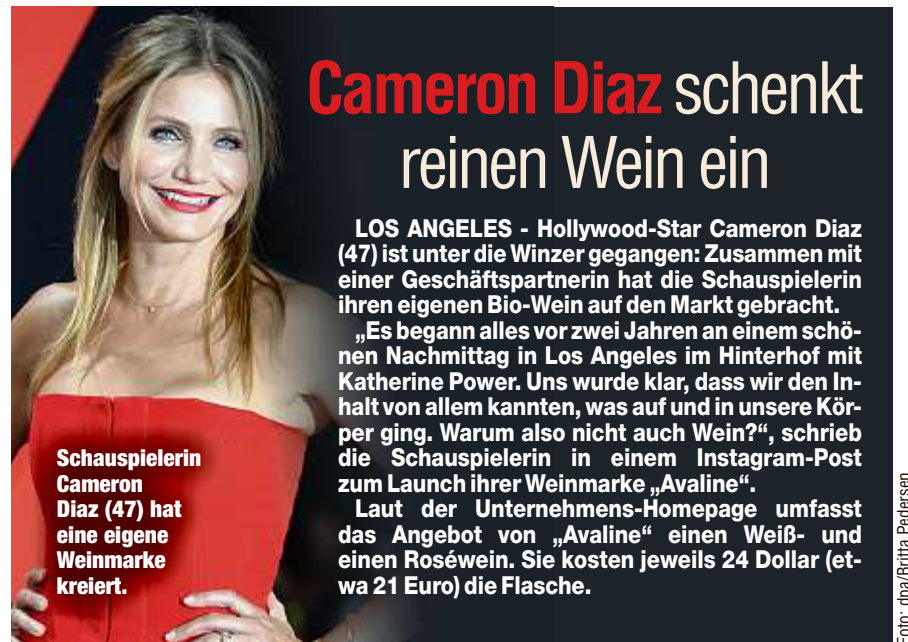 Cameron Diaz schenkt
reinen Wein ein
LOS ANGELES - Hollywood-Star Cameron Diaz
(47) ist unter die Winzer gegangen: Zusammen mit
einer Geschäftspartnerin hat die Schauspielerin
ihren eigenen Bio-Wein auf den Markt gebracht.
„Es begann alles vor zwei Jahren an einem schö-
nen Nachmittag in Los Angeles im Hinterhof mit
Katherine Power. Uns wurde klar, dass wir den In-
halt von allem kannten, was auf und in unsere Kör-
per ging. Warum also nicht auch Wein?“, schrieb
die Schauspielerin in einem Instagram-Post
zum Launch ihrer Weinmarke „Avaline“.
Laut der Unternehmens-Homepage umfasst
das Angebot von „Avaline“ einen Weiß- und
einen Roséwein. Sie kosten jeweils 24 Dollar (et-
wa 21 Euro) die Flasche.
Schauspielerin
Cameron
Diaz (47) hat
eine eigene
Weinmarke
kreiert.
Foto: dpa/Britta Pedersen